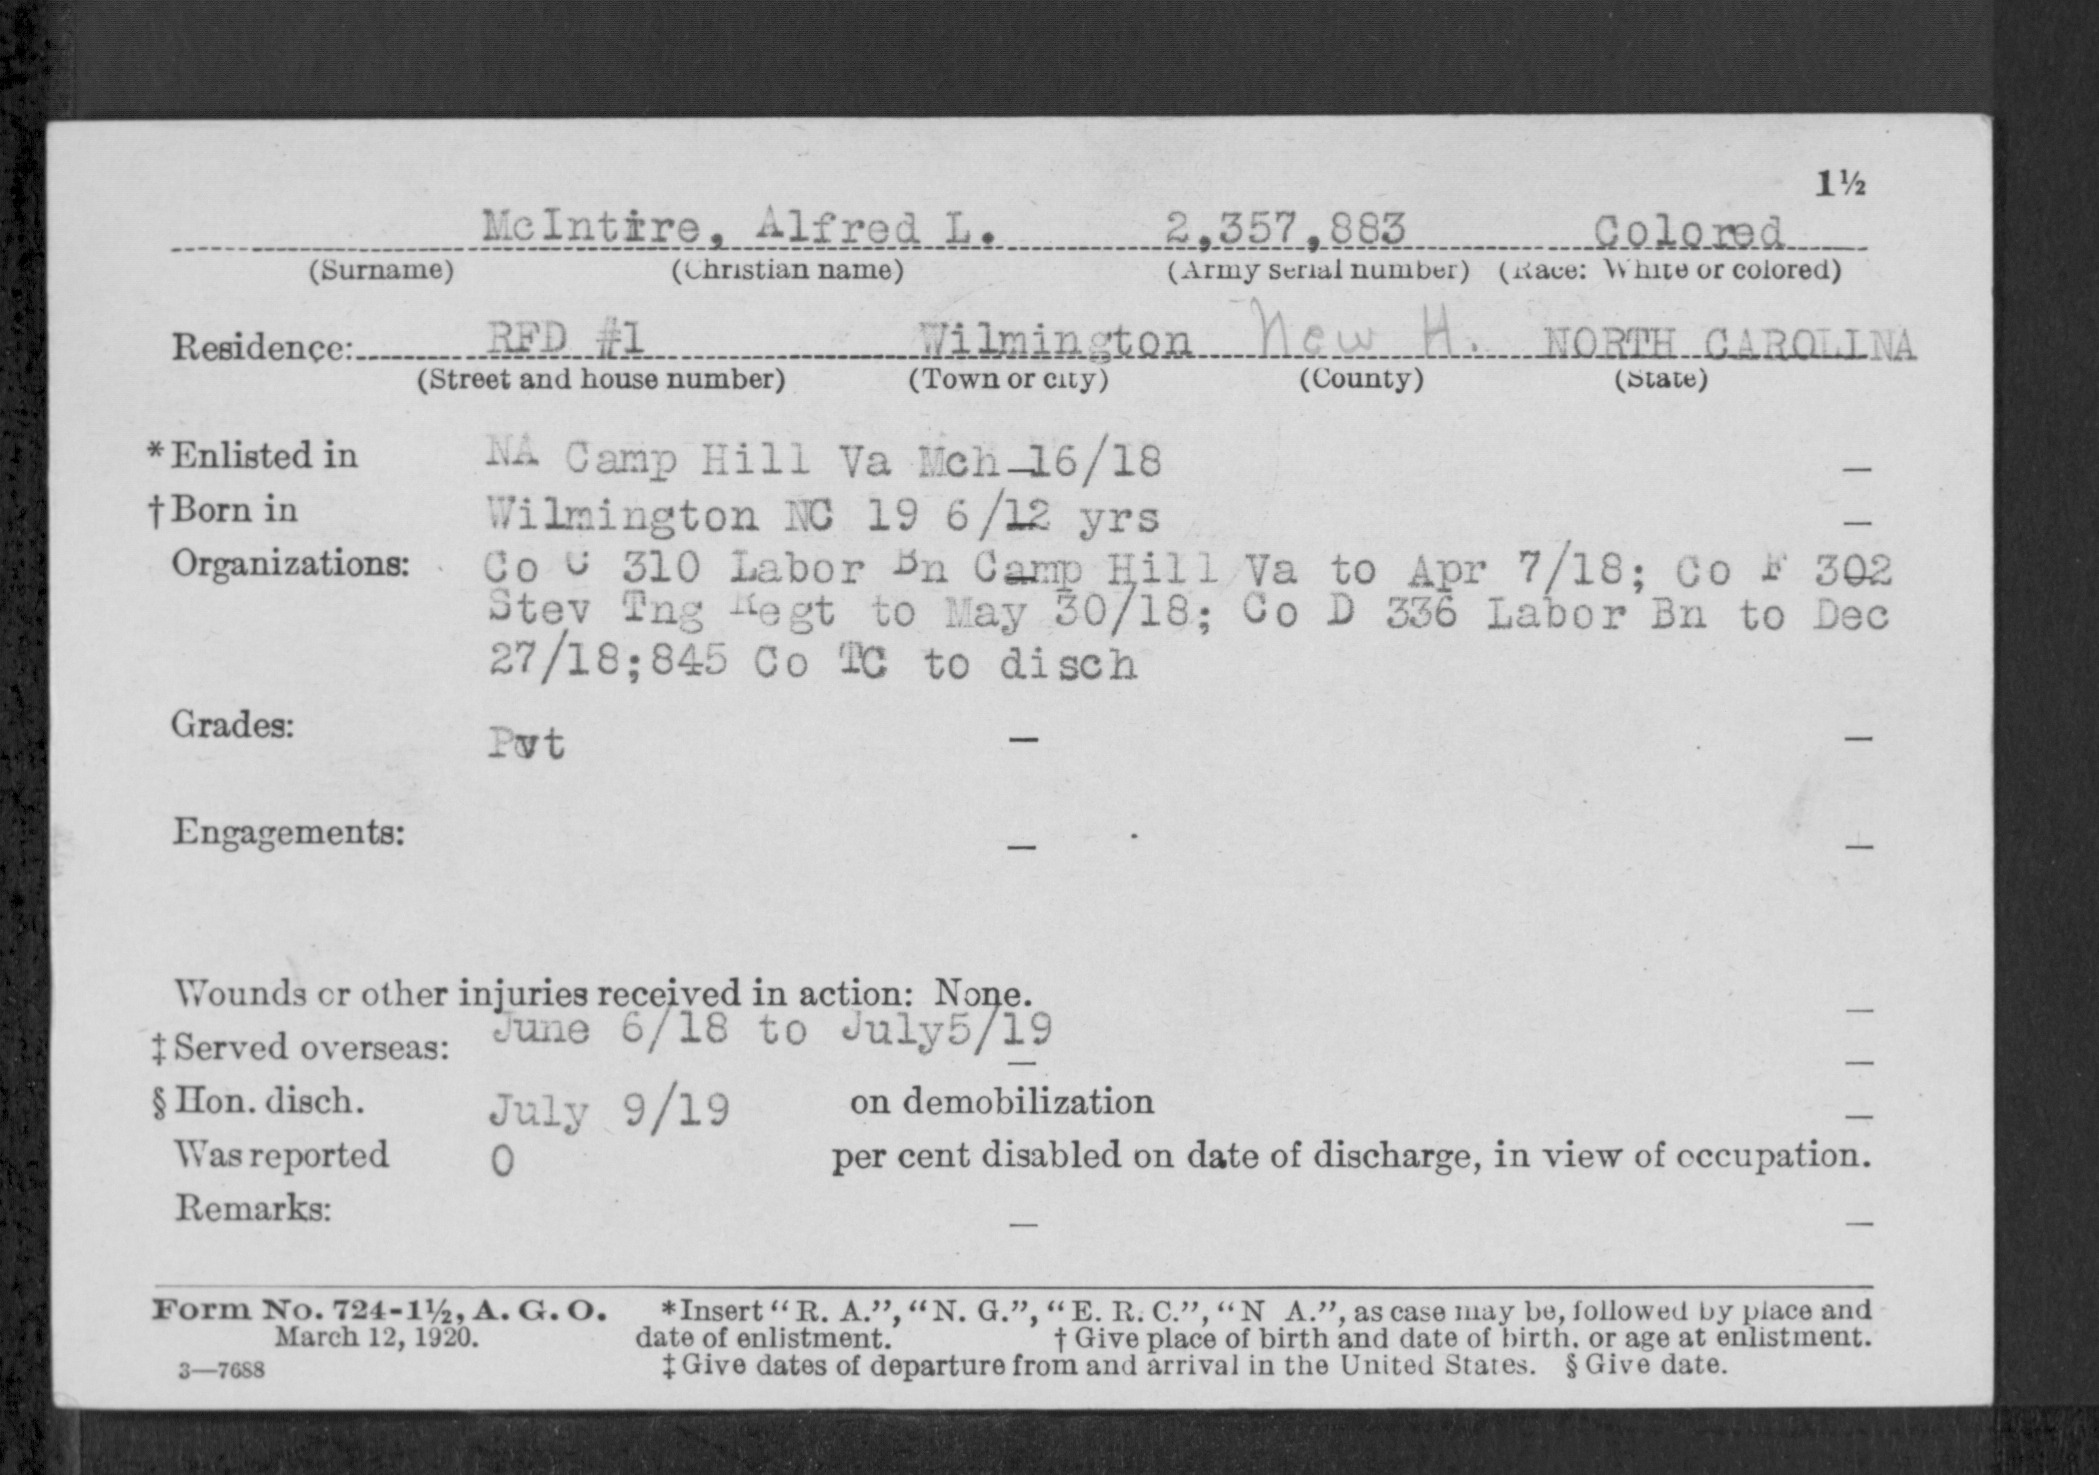 1½
McIntire, Alfred L. 2,357,883 Colored
(Surname) (Christian name) (Army serial number) (Race: White or colored)
Residence: RFD #1 Wilmington New H. NORTH CAROLINA
(Street and house number) (Town or city) (County) (State)
*Enlisted in NA Camp Hill Va Mch 16/18 —
†Born in Wilmington NC 19 6/12 yrs —
Organizations: Co C 310 Labor Bn Camp Hill Va to Apr 7/18; Co F 302
Stev Tng Regt to May 30/18; Co D 336 Labor Bn to Dec
27/18;845 Co TC to disch
Grades: Pvt — —
Engagements: — —
Wounds or other injuries received in action: None. —
‡Served overseas: June 6/18 to July5/19 — —
§Hon. disch. July 9/19 on demobilization —
Was reported 0 per cent disabled on date of discharge, in view of occupation.
Remarks: — —
Form No. 724-1½, A. G. O. *Insert "R. A.", "N. G.", "E. R. C.", "N A.", as case may be, followed by place and
March 12, 1920. date of enlistment. †Give place of birth and date of birth, or age at enlistment.
3—7688 ‡Give dates of departure from and arrival in the United States. §Give date.